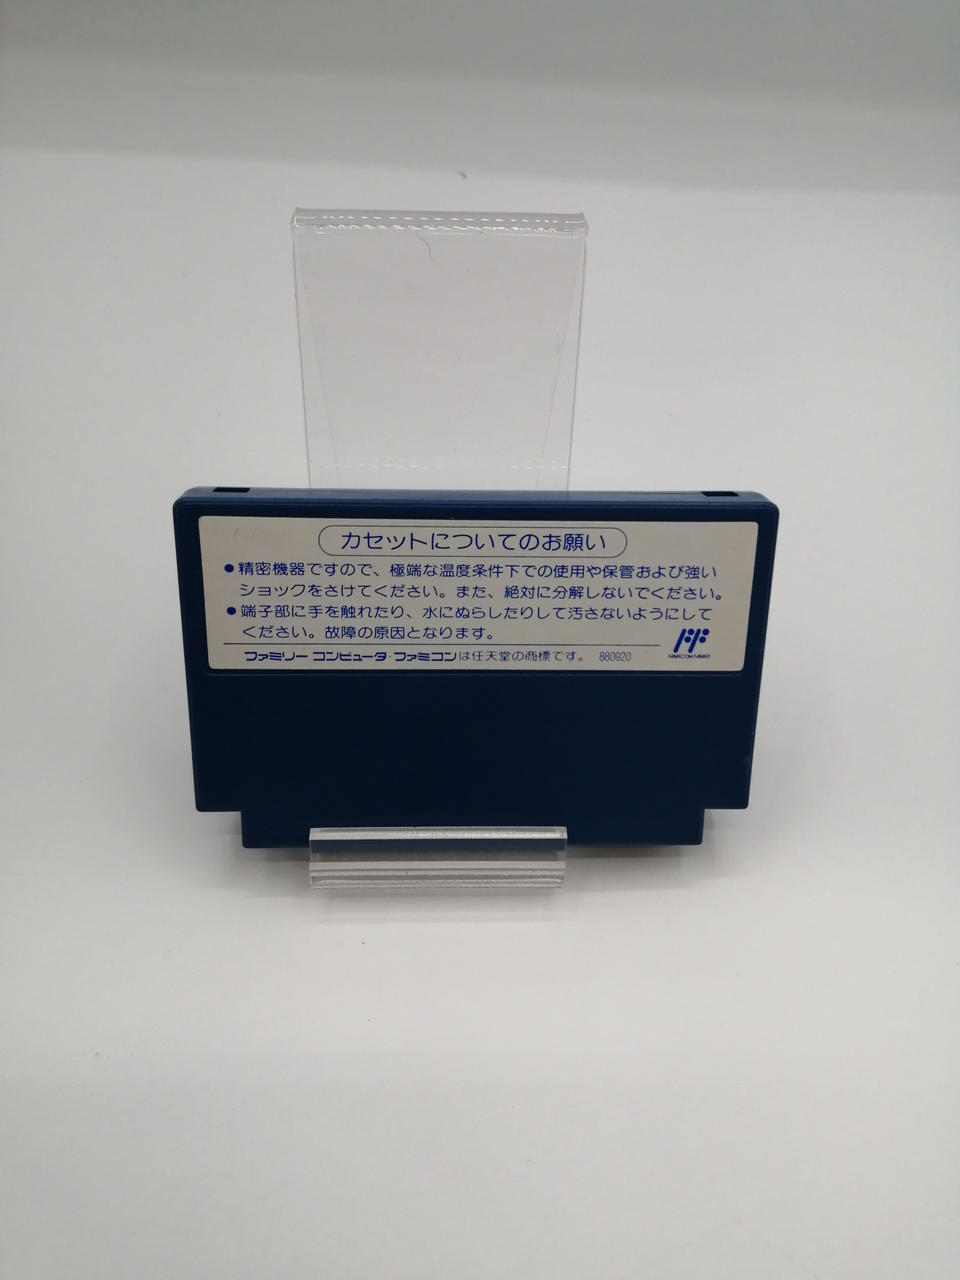 カセットについてのお願い
●精密機器ですので、極端な温度条件下での使用や保管および強い
ショックをさけてください。また、絶対に分解しないでください。
●端子部に手を触れたり、水にぬらしたりして汚さないようにして
ください。故障の原因となります。
ファミリーコンピュータ・ファミコンは任天堂の商標です。 880920
FAMICOM FAMILY